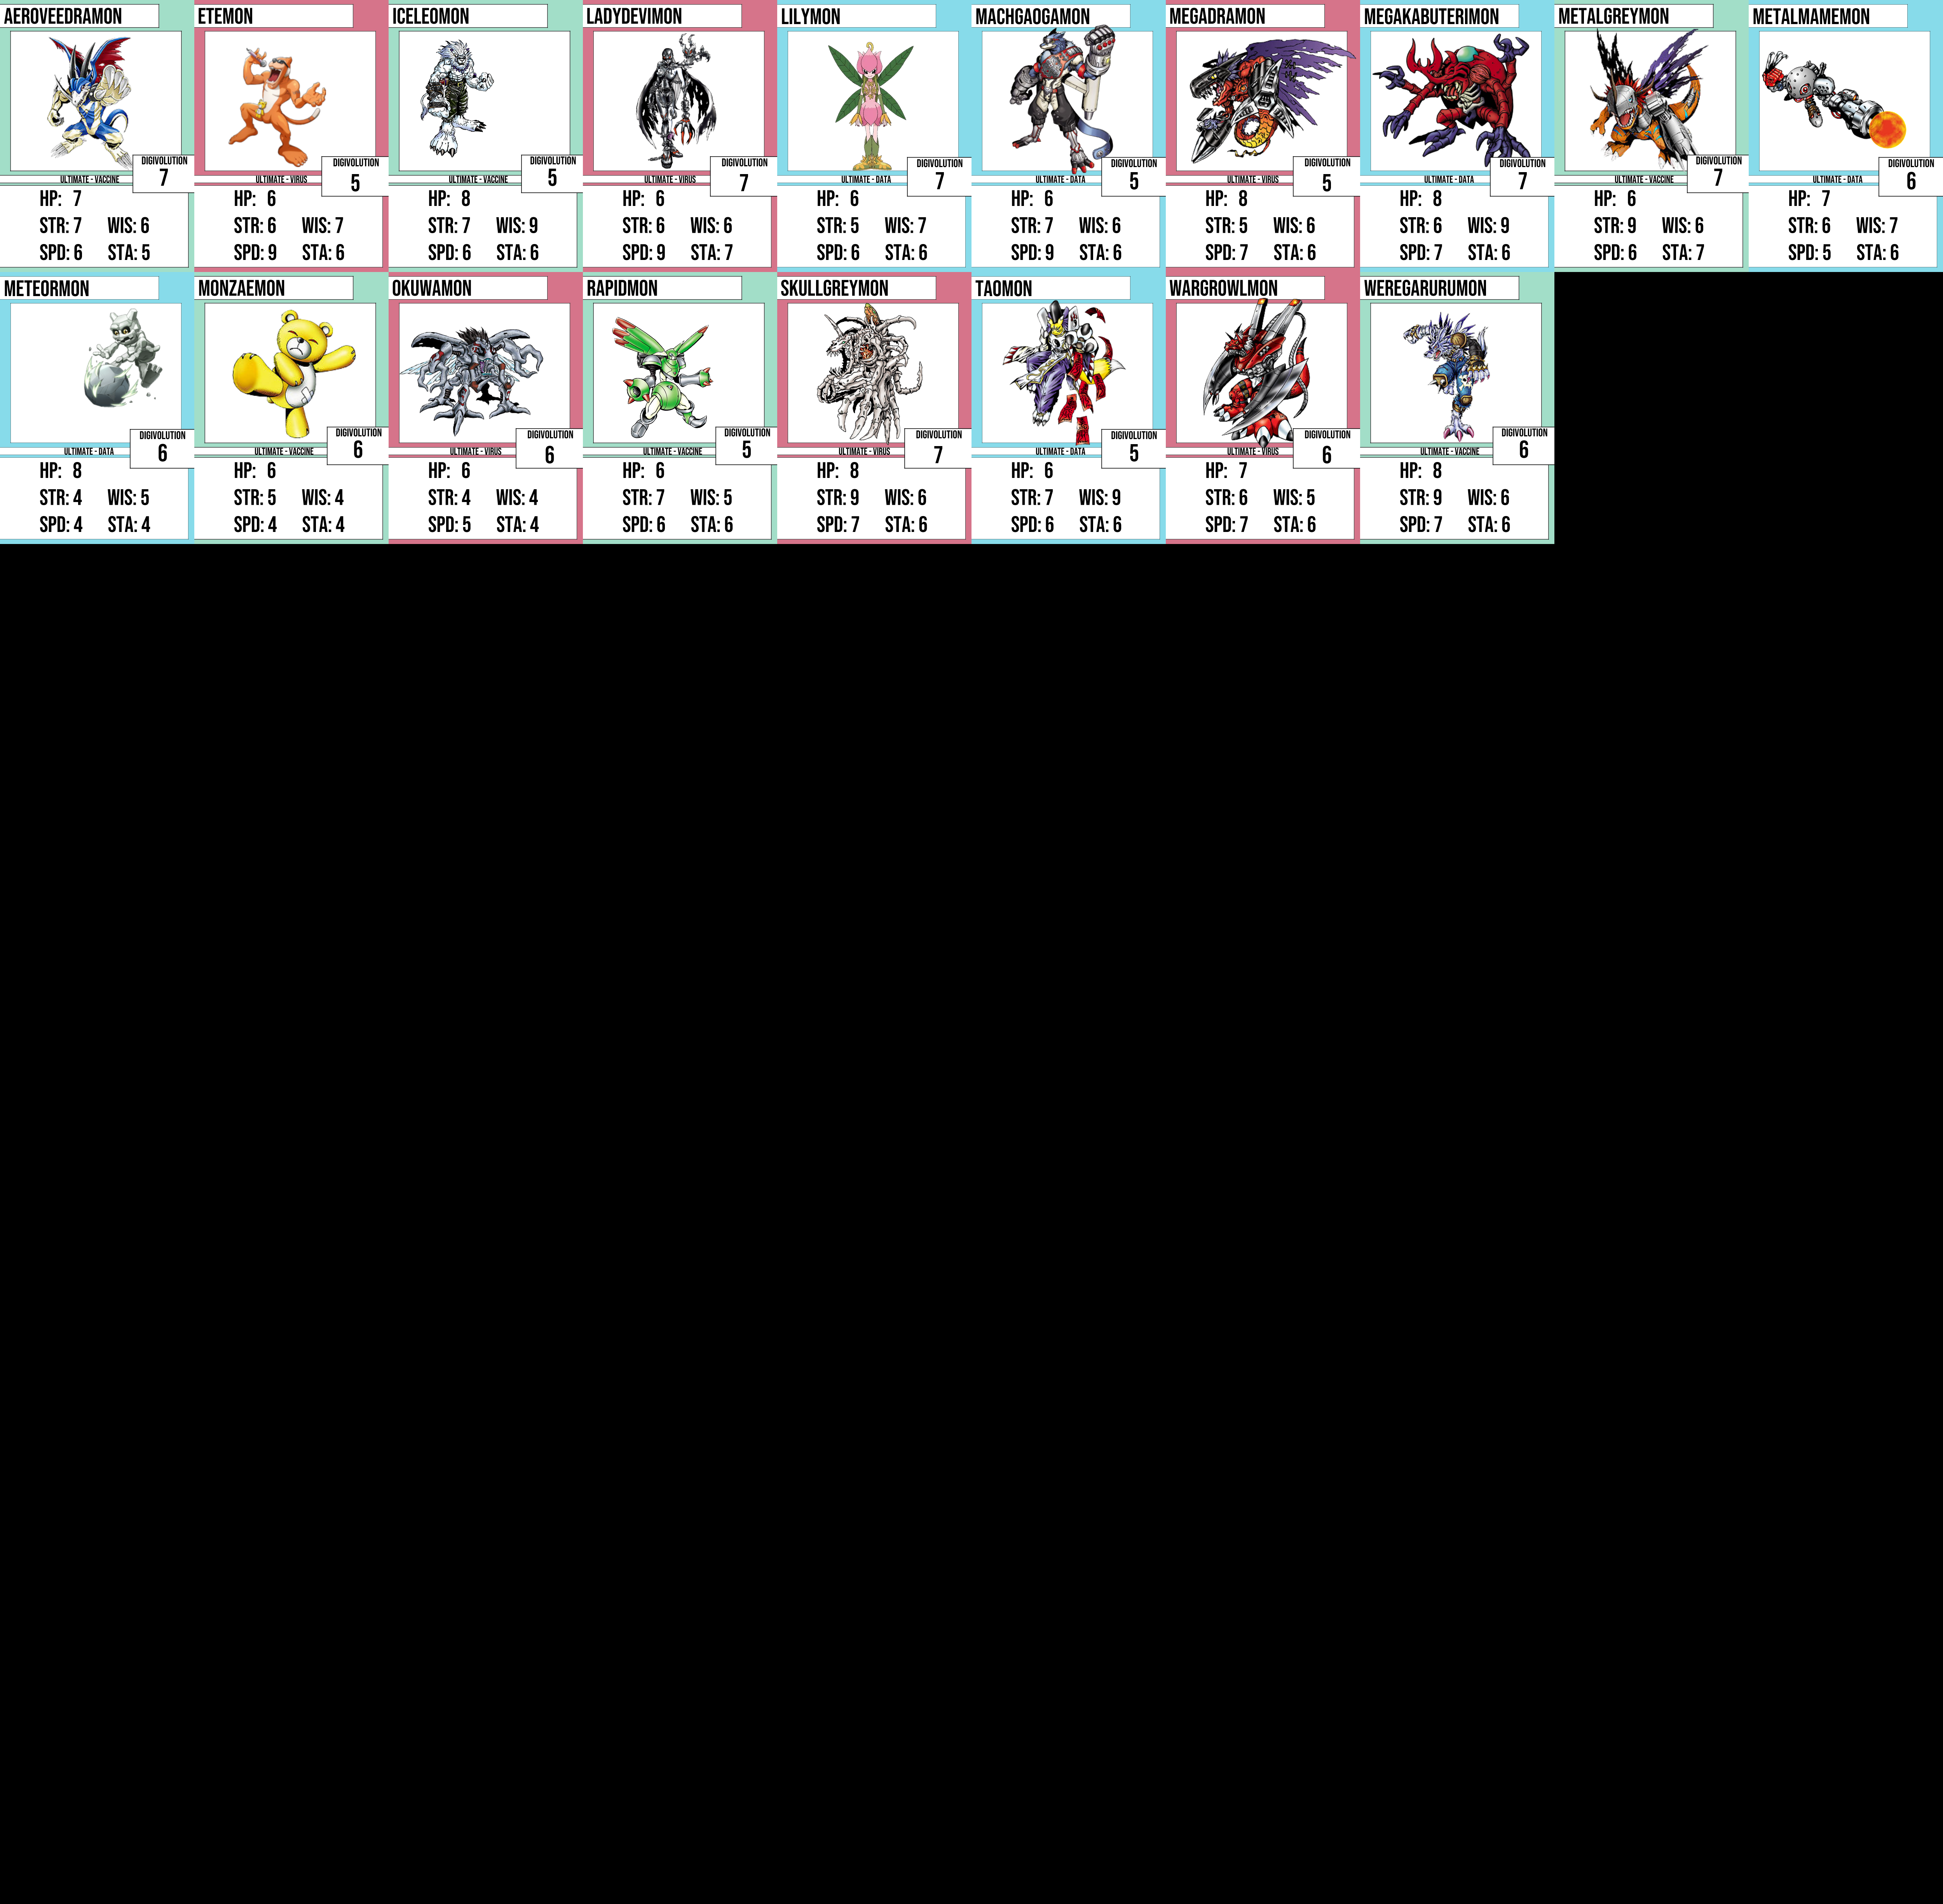 AEROVEEDRAMON
DIGIVOLUTION
7
ULTIMATE - VACCINE
HP: 7
STR: 7 WIS: 6
SPD: 6 STA: 5
ETEMON
DIGIVOLUTION
5
ULTIMATE - VIRUS
HP: 6
STR: 6 WIS: 7
SPD: 9 STA: 6
ICELEOMON
DIGIVOLUTION
5
ULTIMATE - VACCINE
HP: 8
STR: 7 WIS: 9
SPD: 6 STA: 6
LADYDEVIMON
DIGIVOLUTION
7
ULTIMATE - VIRUS
HP: 6
STR: 6 WIS: 6
SPD: 9 STA: 7
LILYMON
DIGIVOLUTION
7
ULTIMATE - DATA
HP: 6
STR: 5 WIS: 7
SPD: 6 STA: 6
MACHGAOGAMON
DIGIVOLUTION
5
ULTIMATE - DATA
HP: 6
STR: 7 WIS: 6
SPD: 9 STA: 6
MEGADRAMON
DIGIVOLUTION
5
ULTIMATE - VIRUS
HP: 8
STR: 5 WIS: 6
SPD: 7 STA: 6
MEGAKABUTERIMON
DIGIVOLUTION
7
ULTIMATE - DATA
HP: 8
STR: 6 WIS: 9
SPD: 7 STA: 6
METALGREYMON
DIGIVOLUTION
7
ULTIMATE - VACCINE
HP: 6
STR: 9 WIS: 6
SPD: 6 STA: 7
METALMAMEMON
DIGIVOLUTION
6
ULTIMATE - DATA
HP: 7
STR: 6 WIS: 7
SPD: 5 STA: 6
METEORMON
DIGIVOLUTION
6
ULTIMATE - DATA
HP: 8
STR: 4 WIS: 5
SPD: 4 STA: 4
MONZAEMON
DIGIVOLUTION
6
ULTIMATE - VACCINE
HP: 6
STR: 5 WIS: 4
SPD: 4 STA: 4
OKUWAMON
DIGIVOLUTION
6
ULTIMATE - VIRUS
HP: 6
STR: 4 WIS: 4
SPD: 5 STA: 4
RAPIDMON
DIGIVOLUTION
5
ULTIMATE - VACCINE
HP: 6
STR: 7 WIS: 5
SPD: 6 STA: 6
SKULLGREYMON
DIGIVOLUTION
7
ULTIMATE - VIRUS
HP: 8
STR: 9 WIS: 6
SPD: 7 STA: 6
TAOMON
DIGIVOLUTION
5
ULTIMATE - DATA
HP: 6
STR: 7 WIS: 9
SPD: 6 STA: 6
WARGROWLMON
DIGIVOLUTION
6
ULTIMATE - VIRUS
HP: 7
STR: 6 WIS: 5
SPD: 7 STA: 6
WEREGARURUMON
DIGIVOLUTION
6
ULTIMATE - VACCINE
HP: 8
STR: 9 WIS: 6
SPD: 7 STA: 6